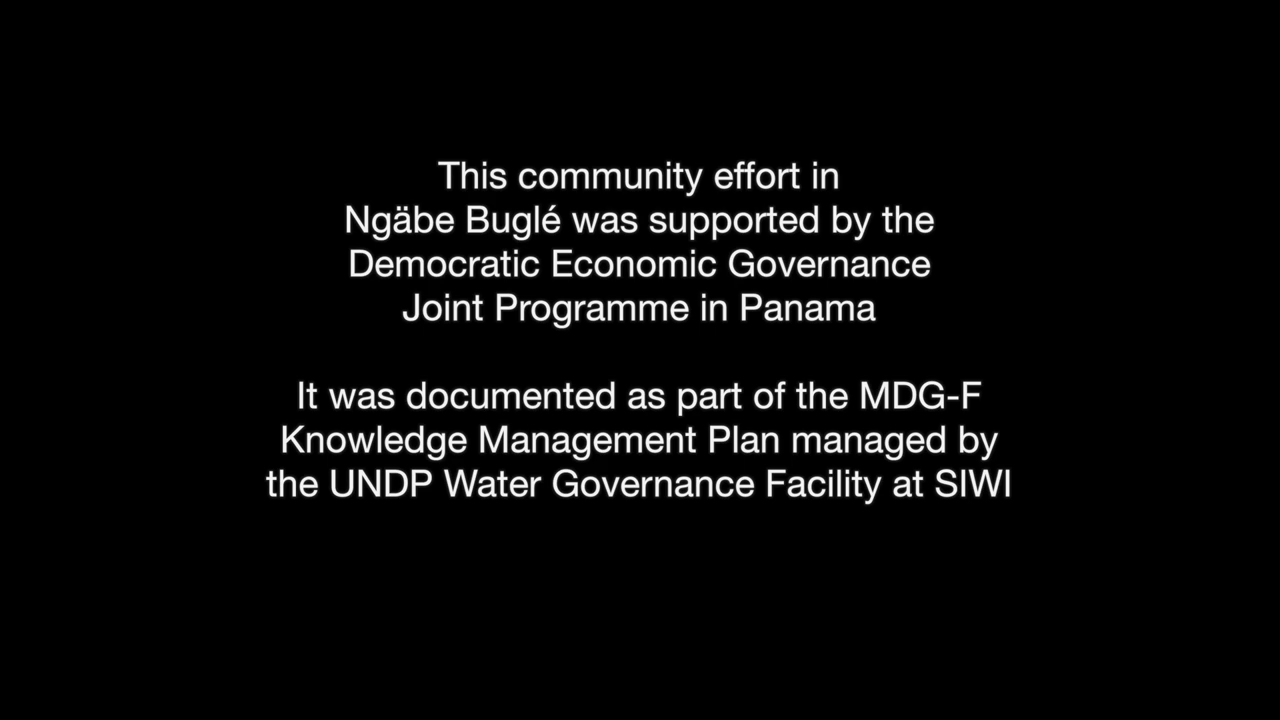 This community effort in
Ngäbe Buglé was supported by the
Democratic Economic Governance
Joint Programme in Panama
It was documented as part of the MDG-F
Knowledge Management Plan managed by
the UNDP Water Governance Facility at SIWI